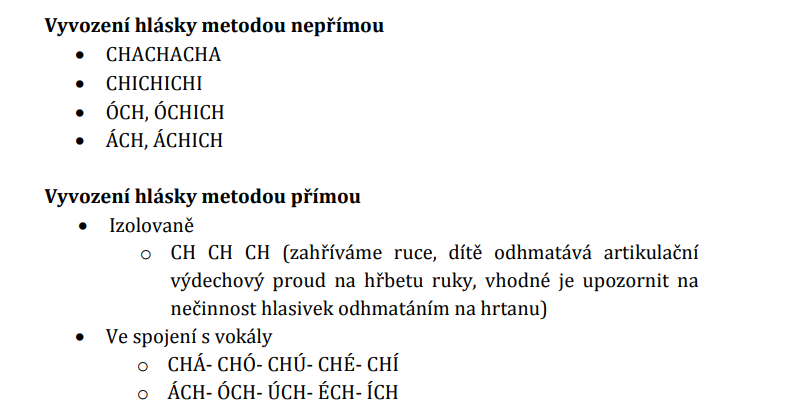 Vyvození hlásky metodou nepřímou
• CHACHACHA
• CHICHICHI
• ÓCH, ÓCHICH
• ÁCH, ÁCHICH
Vyvození hlásky metodou přímou
• Izolovaně
o CH CH CH (zahříváme ruce, dítě odhmatává artikulační
výdechový proud na hřbetu ruky, vhodné je upozornit na
nečinnost hlasivek odhmatáním na hrtanu)
• Ve spojení s vokály
o CHÁ- CHÓ- CHÚ- CHÉ- CHÍ
o ÁCH- ÓCH- ÚCH- ÉCH- ÍCH